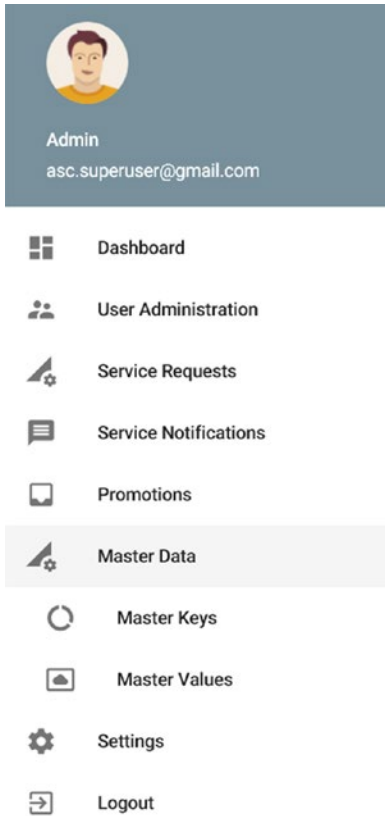 Admin
asc.superuser@gmail.com
Dashboard
User Administration
Service Requests
Service Notifications
Promotions
Master Data
Master Keys
Master Values
Settings
Logout